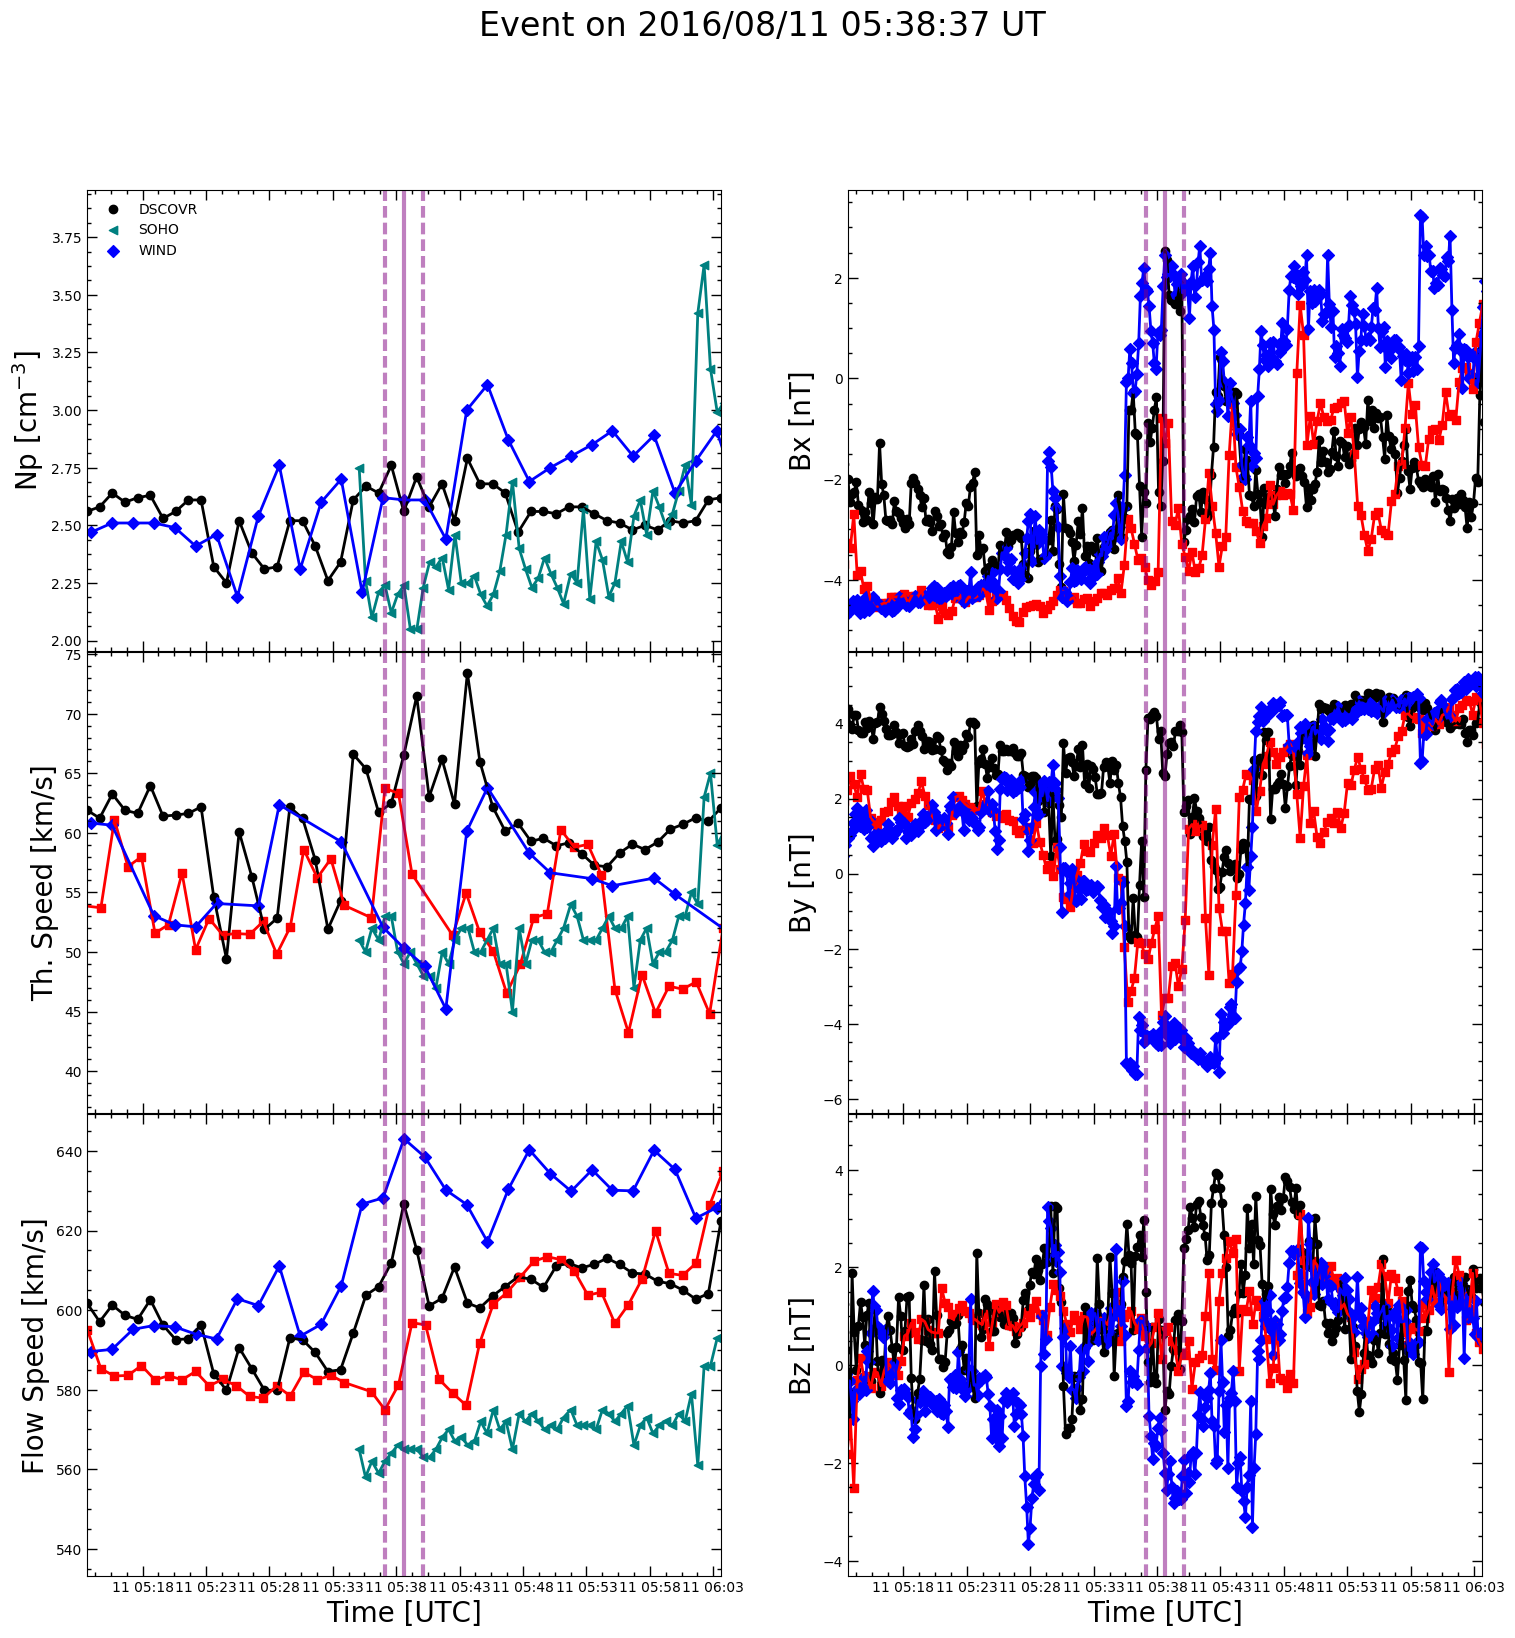 Event on 2016/08/11 05:38:37 UT
DSCOVR
SOHO
WIND
Np [cm⁻³]
3.75
3.50
3.25
3.00
2.75
2.50
2.25
2.00
Th. Speed [km/s]
75
70
65
60
55
50
45
40
Flow Speed [km/s]
640
620
600
580
560
540
11 05:18 11 05:23 11 05:28 11 05:33 11 05:38 11 05:43 11 05:48 11 05:53 11 05:58 11 06:03
Time [UTC]
Bx [nT]
2
0
−2
−4
By [nT]
4
2
0
−2
−4
−6
Bz [nT]
4
2
0
−2
−4
11 05:18 11 05:23 11 05:28 11 05:33 11 05:38 11 05:43 11 05:48 11 05:53 11 05:58 11 06:03
Time [UTC]